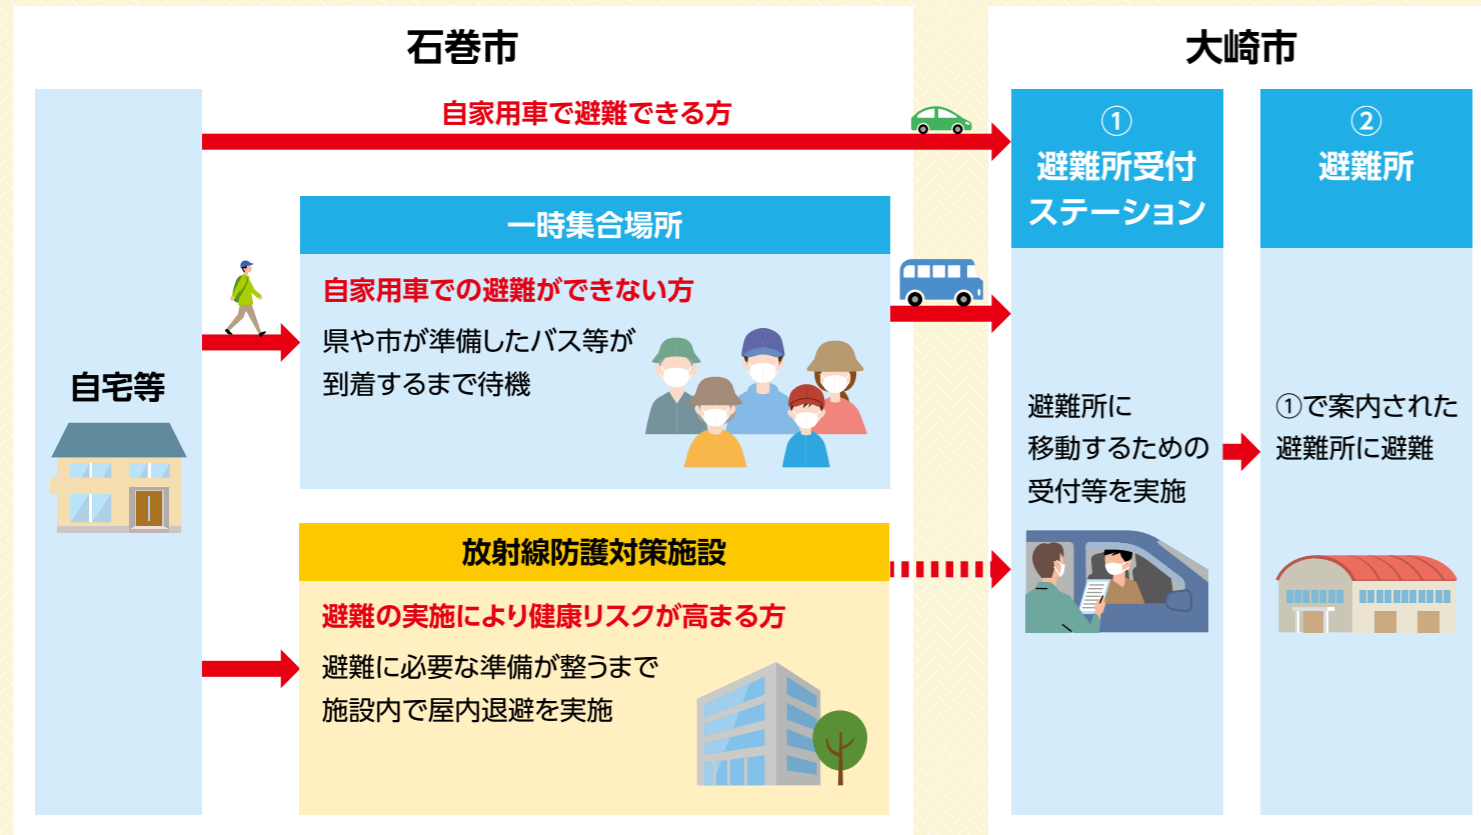 石巻市
自宅等
自家用車で避難できる方
一時集合場所
自家用車での避難ができない方
県や市が準備したバス等が
到着するまで待機
放射線防護対策施設
避難の実施により健康リスクが高まる方
避難に必要な準備が整うまで
施設内で屋内退避を実施
大崎市
①
避難所受付
ステーション
避難所に
移動するための
受付等を実施
②
避難所
①で案内された
避難所に避難